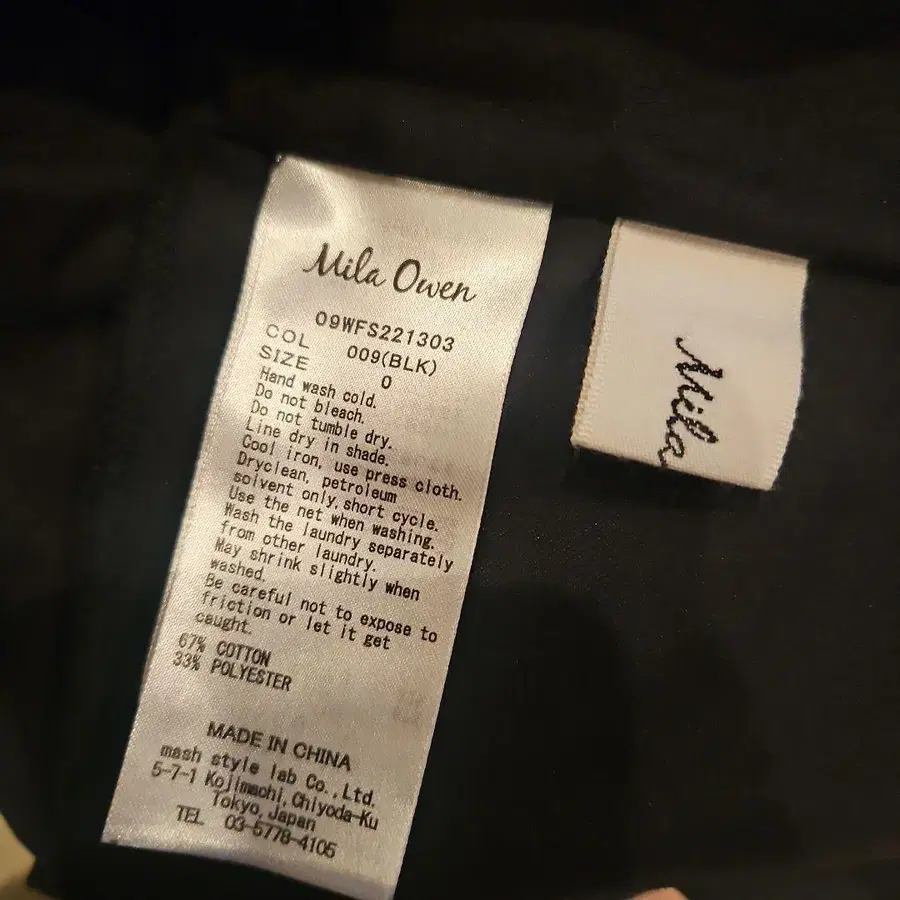 Mila Owen
09WFS221303
COL 009(BLK)
SIZE 0
Hand wash cold.
Do not bleach.
Do not tumble dry.
Line dry in shade.
Cool iron, use press cloth.
Dryclean, petroleum
solvent only,short cycle.
Use the net when washing.
Wash the laundry separately
from other laundry.
May shrink slightly when
washed.
Be careful not to expose to
friction or let it get
caught.
67% COTTON
33% POLYESTER
MADE IN CHINA
mash style lab Co.,Ltd.
5-7-1 Kojimachi,Chiyoda-Ku
Tokyo,Japan
TEL 03-5778-4105
Mila